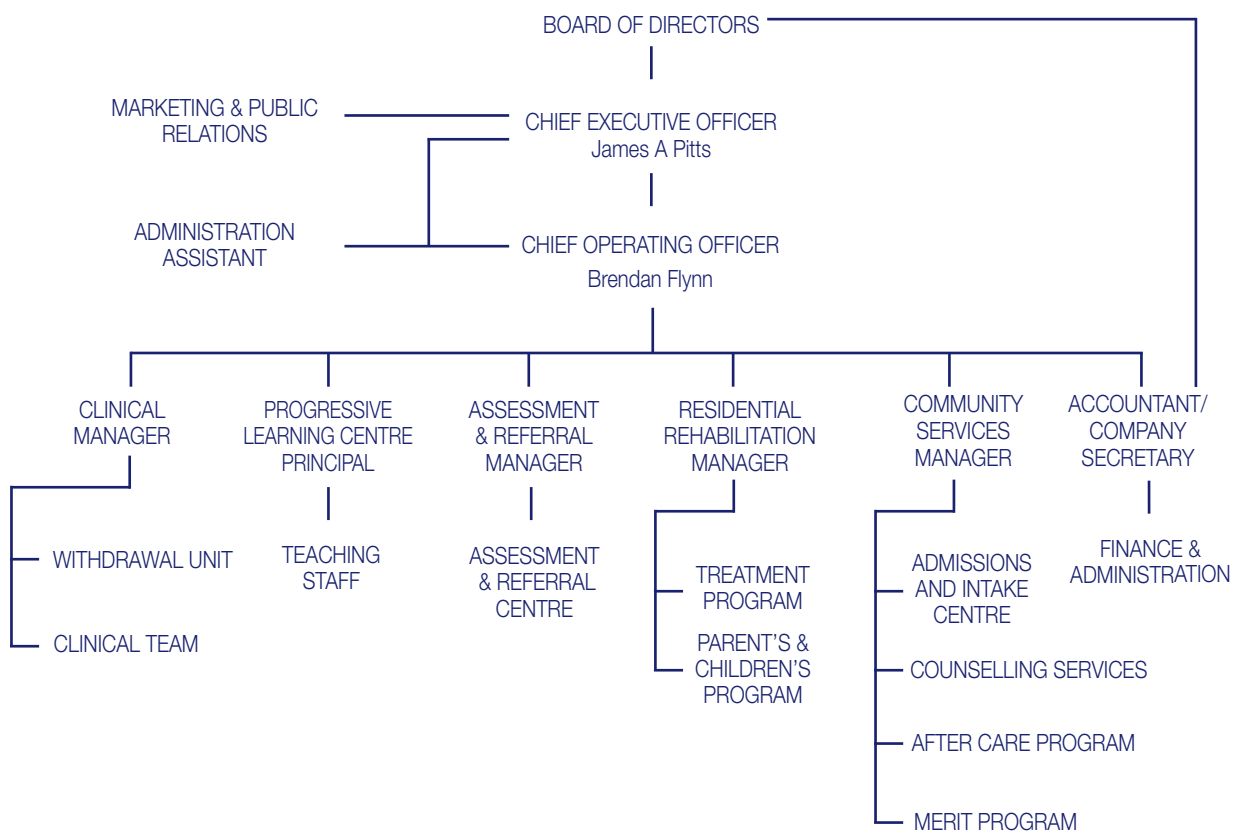 BOARD OF DIRECTORS
MARKETING & PUBLIC
RELATIONS
CHIEF EXECUTIVE OFFICER
James A Pitts
ADMINISTRATION
ASSISTANT
CHIEF OPERATING OFFICER
Brendan Flynn
CLINICAL
MANAGER
PROGRESSIVE
LEARNING CENTRE
PRINCIPAL
ASSESSMENT
& REFERRAL
MANAGER
RESIDENTIAL
REHABILITATION
MANAGER
COMMUNITY
SERVICES
MANAGER
ACCOUNTANT/
COMPANY
SECRETARY
WITHDRAWAL UNIT
CLINICAL TEAM
TEACHING
STAFF
ASSESSMENT
& REFERRAL
CENTRE
TREATMENT
PROGRAM
PARENT’S &
CHILDREN’S
PROGRAM
ADMISSIONS
AND INTAKE
CENTRE
COUNSELLING SERVICES
AFTER CARE PROGRAM
MERIT PROGRAM
FINANCE &
ADMINISTRATION